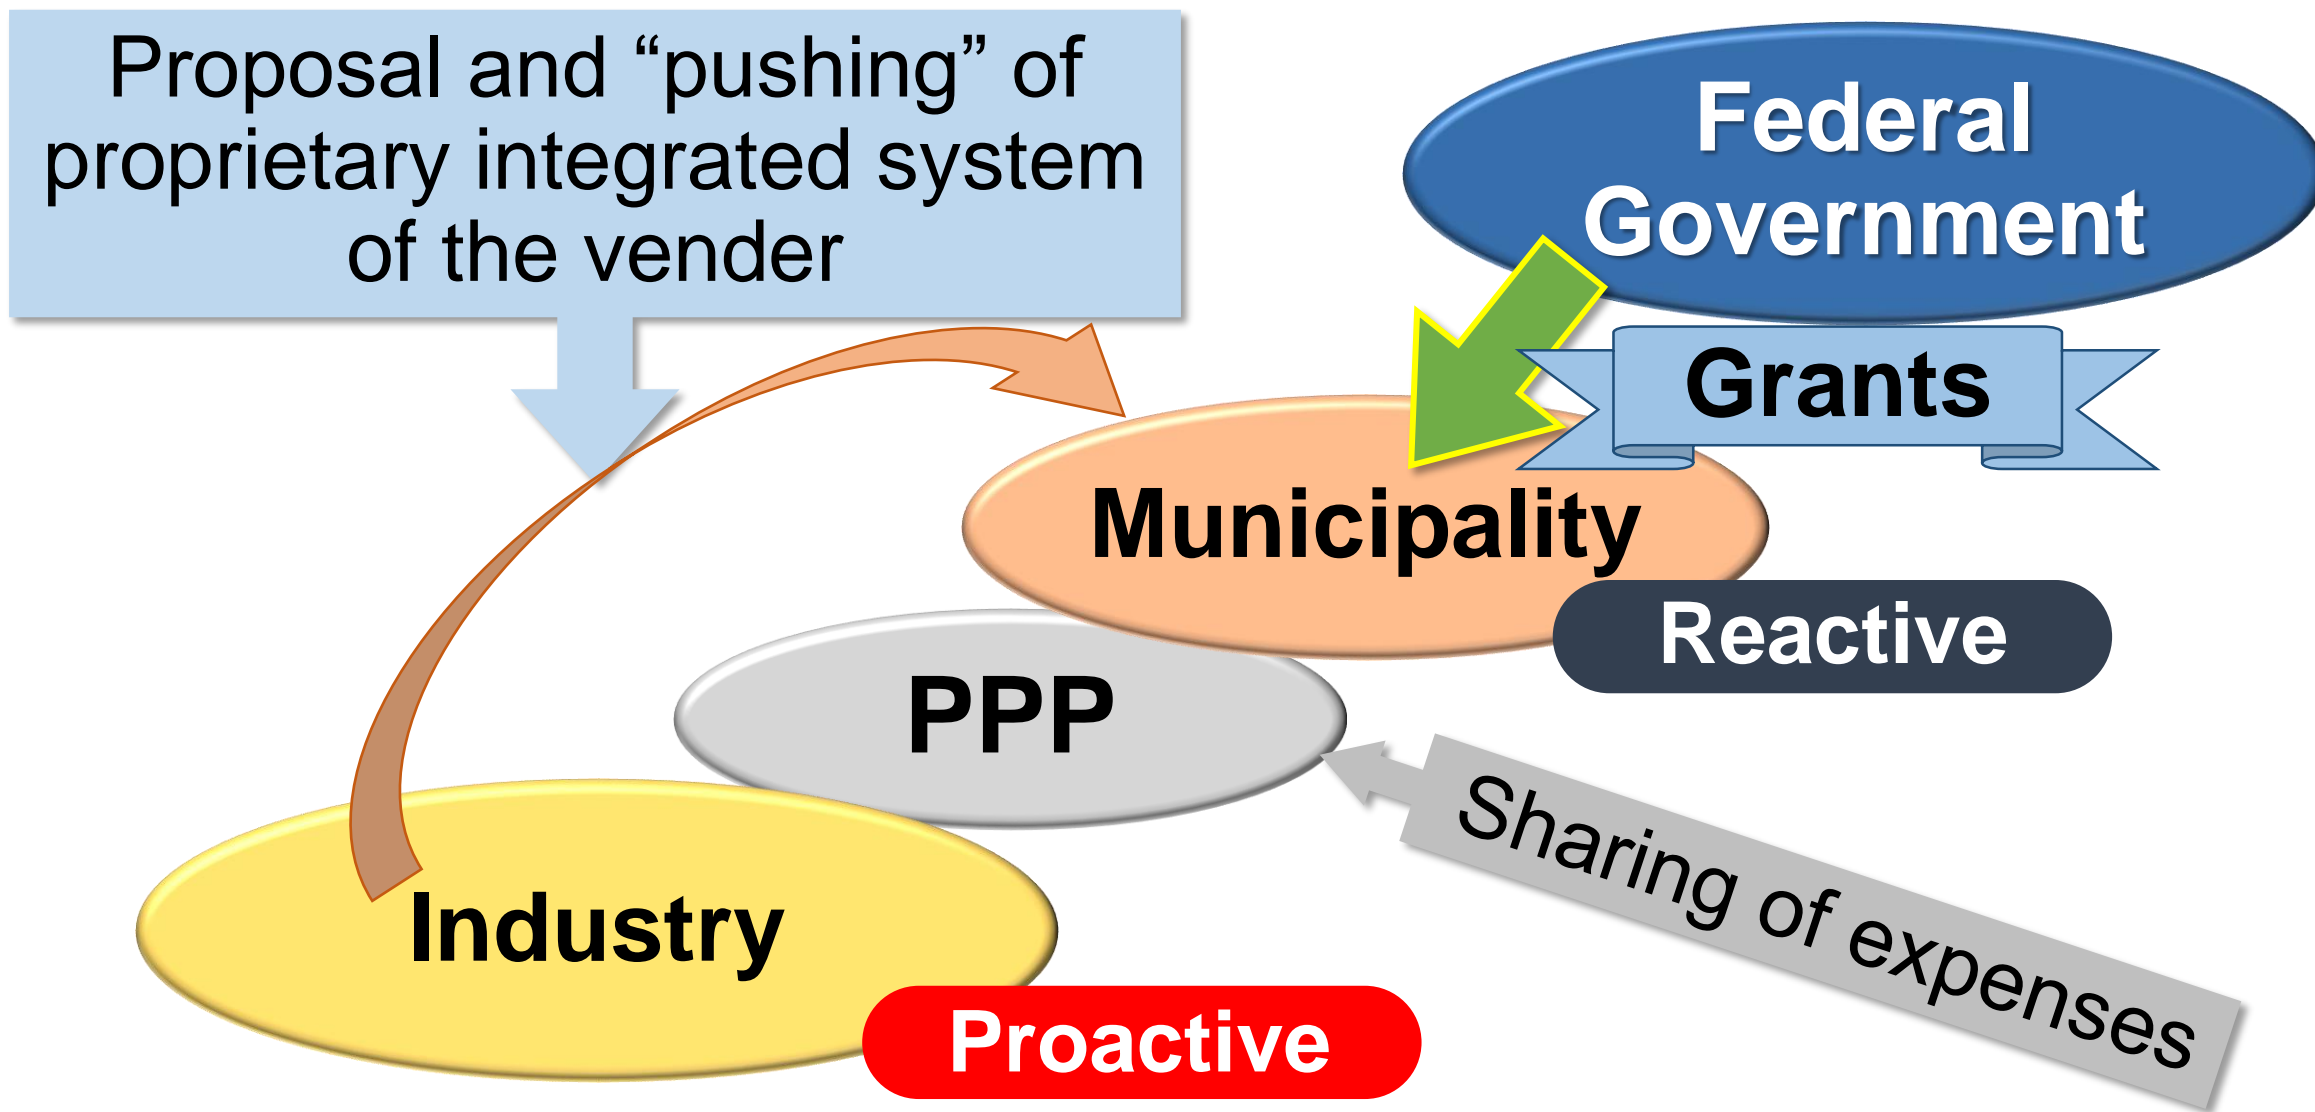 Proposal and “pushing” of
proprietary integrated system
of the vender
Federal
Government
Grants
Municipality
Reactive
PPP
Sharing of expenses
Industry
Proactive